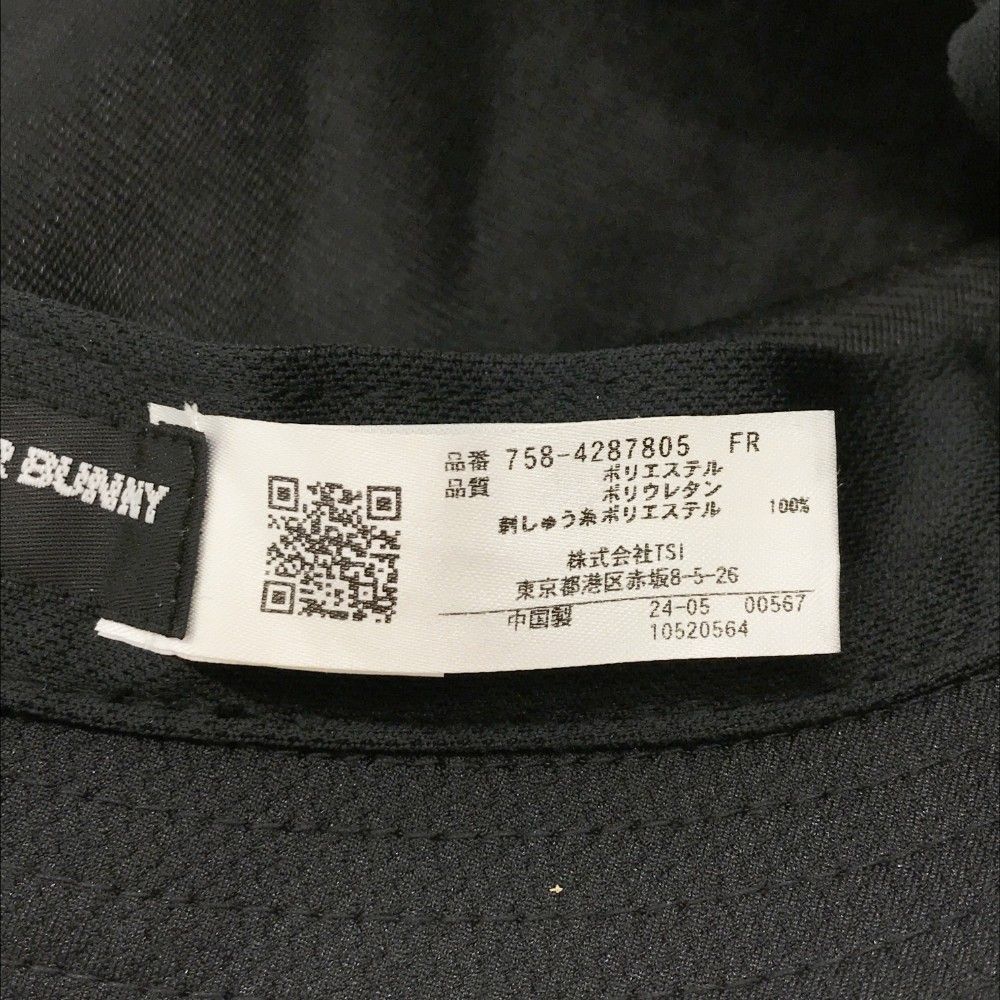 R BUNNY
品番 758-4287805 FR
品質 ポリエステル
ポリウレタン
刺しゅう糸ポリエステル 100%
株式会社TSI
東京都港区赤坂8-5-26
中国製 24-05 00567
10520564